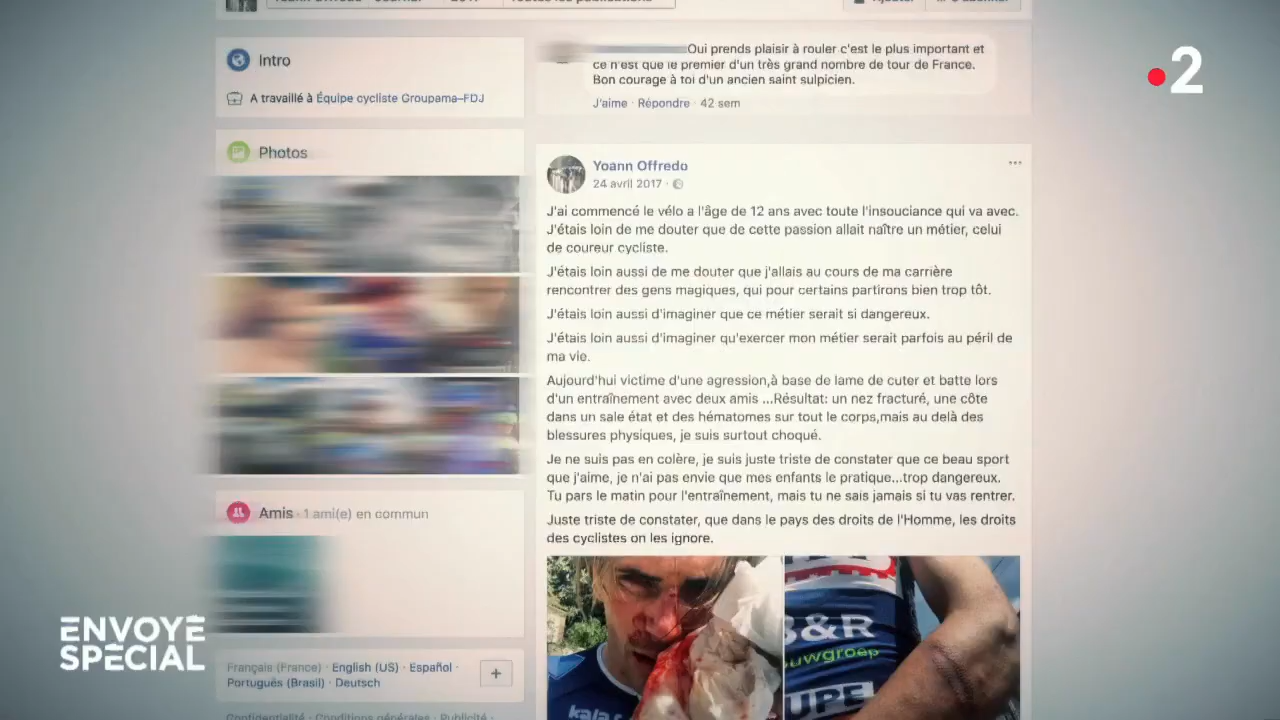 Intro
A travaillé à Équipe cycliste Groupama–FDJ
Photos
Amis · 1 ami(e) en commun
Français (France) · English (US) · Español ·
Português (Brasil) · Deutsch
+
Confidentialité · Conditions générales · Publicité ·
Oui prends plaisir à rouler c'est le plus important et
ce n'est que le premier d'un très grand nombre de tour de France.
Bon courage à toi d'un ancien saint sulpicien.
J'aime · Répondre · 42 sem
Yoann Offredo
24 avril 2017 ·
J'ai commencé le vélo a l'âge de 12 ans avec toute l'insouciance qui va avec.
J'étais loin de me douter que de cette passion allait naître un métier, celui
de coureur cycliste.
J'étais loin aussi de me douter que j'allais au cours de ma carrière
rencontrer des gens magiques, qui pour certains partirons bien trop tôt.
J'étais loin aussi d'imaginer que ce métier serait si dangereux.
J'étais loin aussi d'imaginer qu'exercer mon métier serait parfois au péril de
ma vie.
Aujourd'hui victime d'une agression,à base de lame de cuter et batte lors
d'un entraînement avec deux amis ...Résultat: un nez fracturé, une côte
dans un sale état et des hématomes sur tout le corps,mais au delà des
blessures physiques, je suis surtout choqué.
Je ne suis pas en colère, je suis juste triste de constater que ce beau sport
que j'aime, je n'ai pas envie que mes enfants le pratique...trop dangereux.
Tu pars le matin pour l'entraînement, mais tu ne sais jamais si tu vas rentrer.
Juste triste de constater, que dans le pays des droits de l'Homme, les droits
des cyclistes on les ignore.
B&R
2
ENVOYÉ
SPÉCIAL